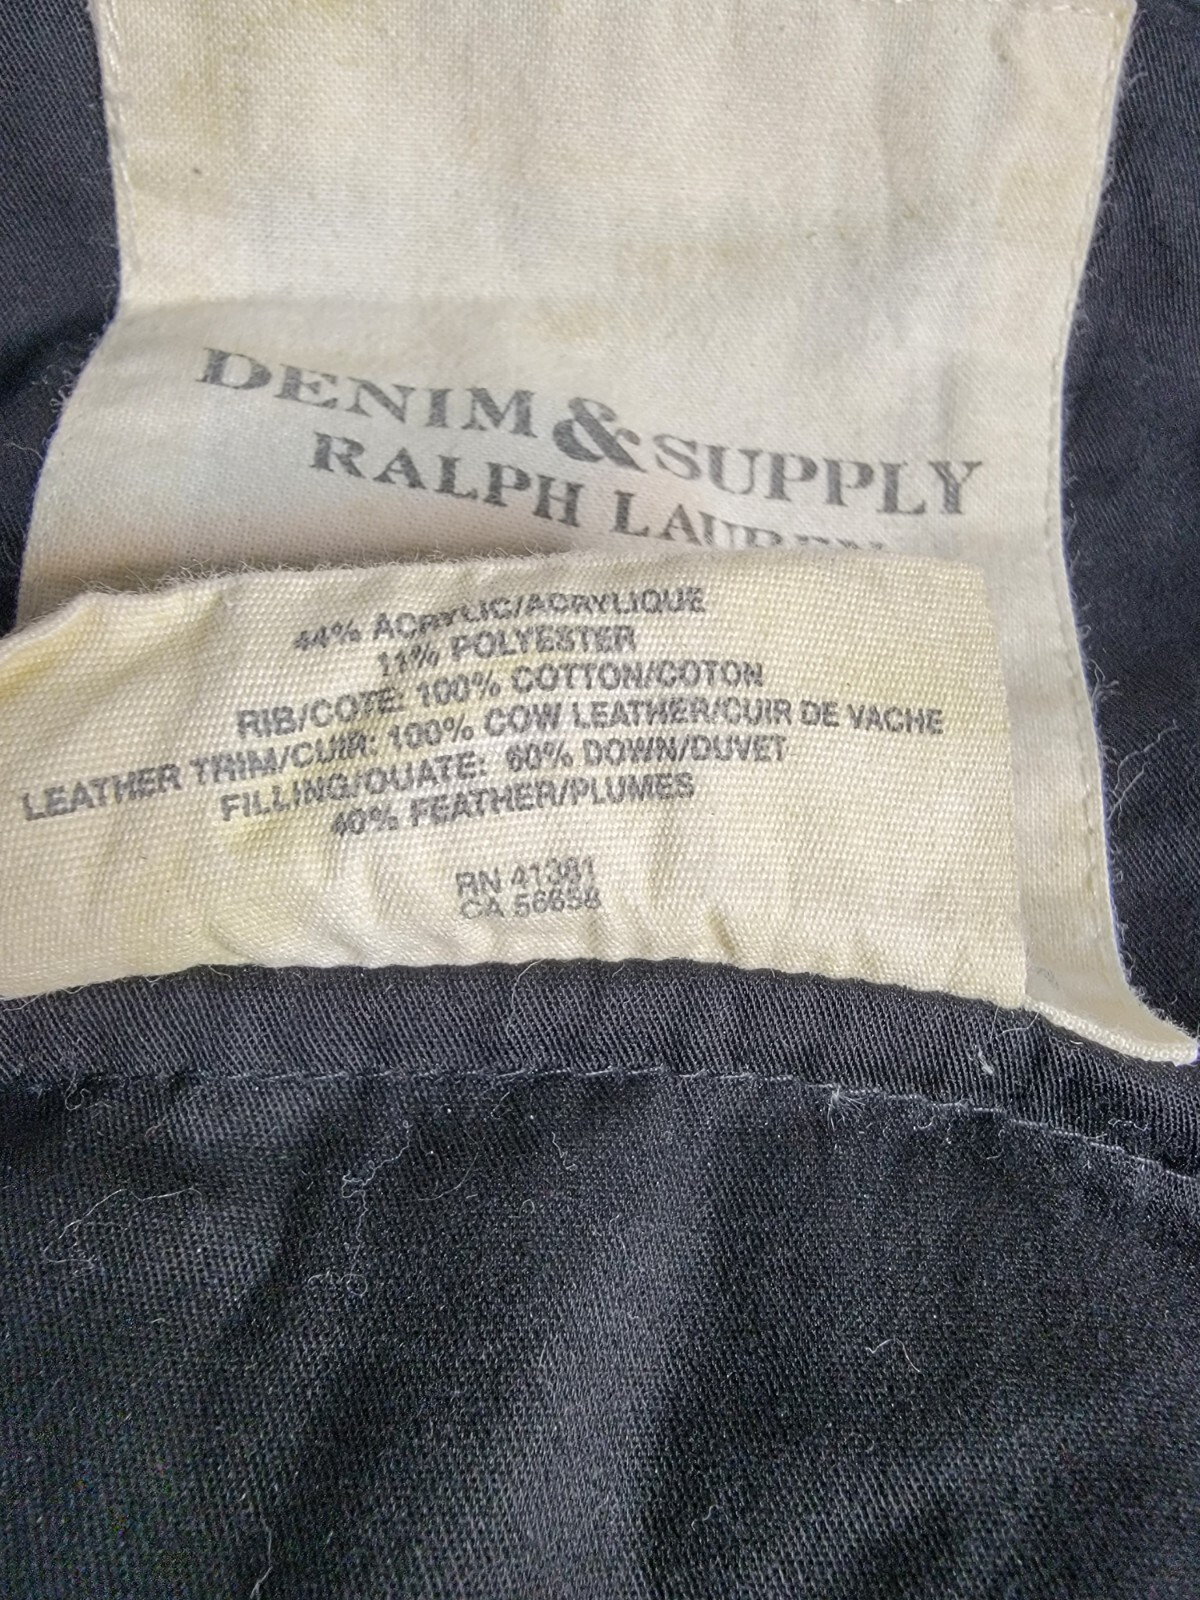 DENIM & SUPPLY
RALPH LAUREN
44% ACRYLIC/ACRYLIQUE
11% POLYESTER
RIB/COTE: 100% COTTON/COTON
LEATHER TRIM/CUIR: 100% COW LEATHER/CUIR DE VACHE
FILLING/OUATE: 60% DOWN/DUVET
40% FEATHER/PLUMES
RN 41381
CA 56658